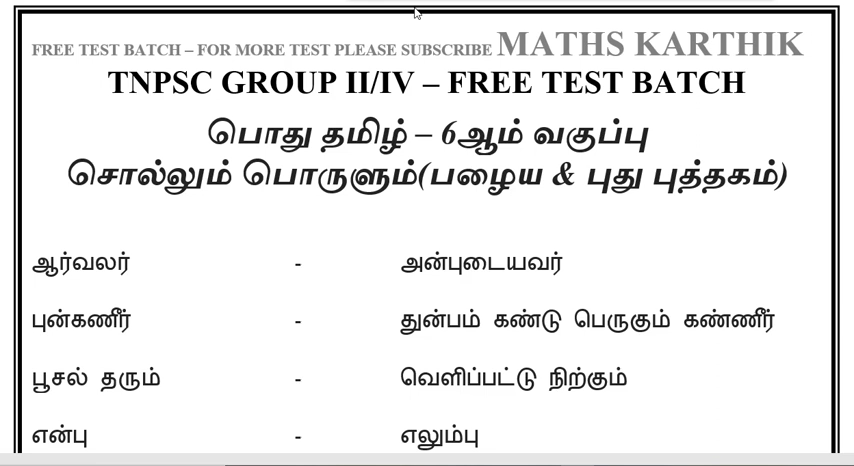 FREE TEST BATCH – FOR MORE TEST PLEASE SUBSCRIBE MATHS KARTHIK
TNPSC GROUP II/IV – FREE TEST BATCH
பொது தமிழ் – 6ஆம் வகுப்பு
சொல்லும் பொருளும்(பழைய & புது புத்தகம்)
ஆர்வலர் - அன்புடையவர்
புன்கணீர் - துன்பம் கண்டு பெருகும் கண்ணீர்
பூசல் தரும் - வெளிப்பட்டு நிற்கும்
என்பு - எலும்பு